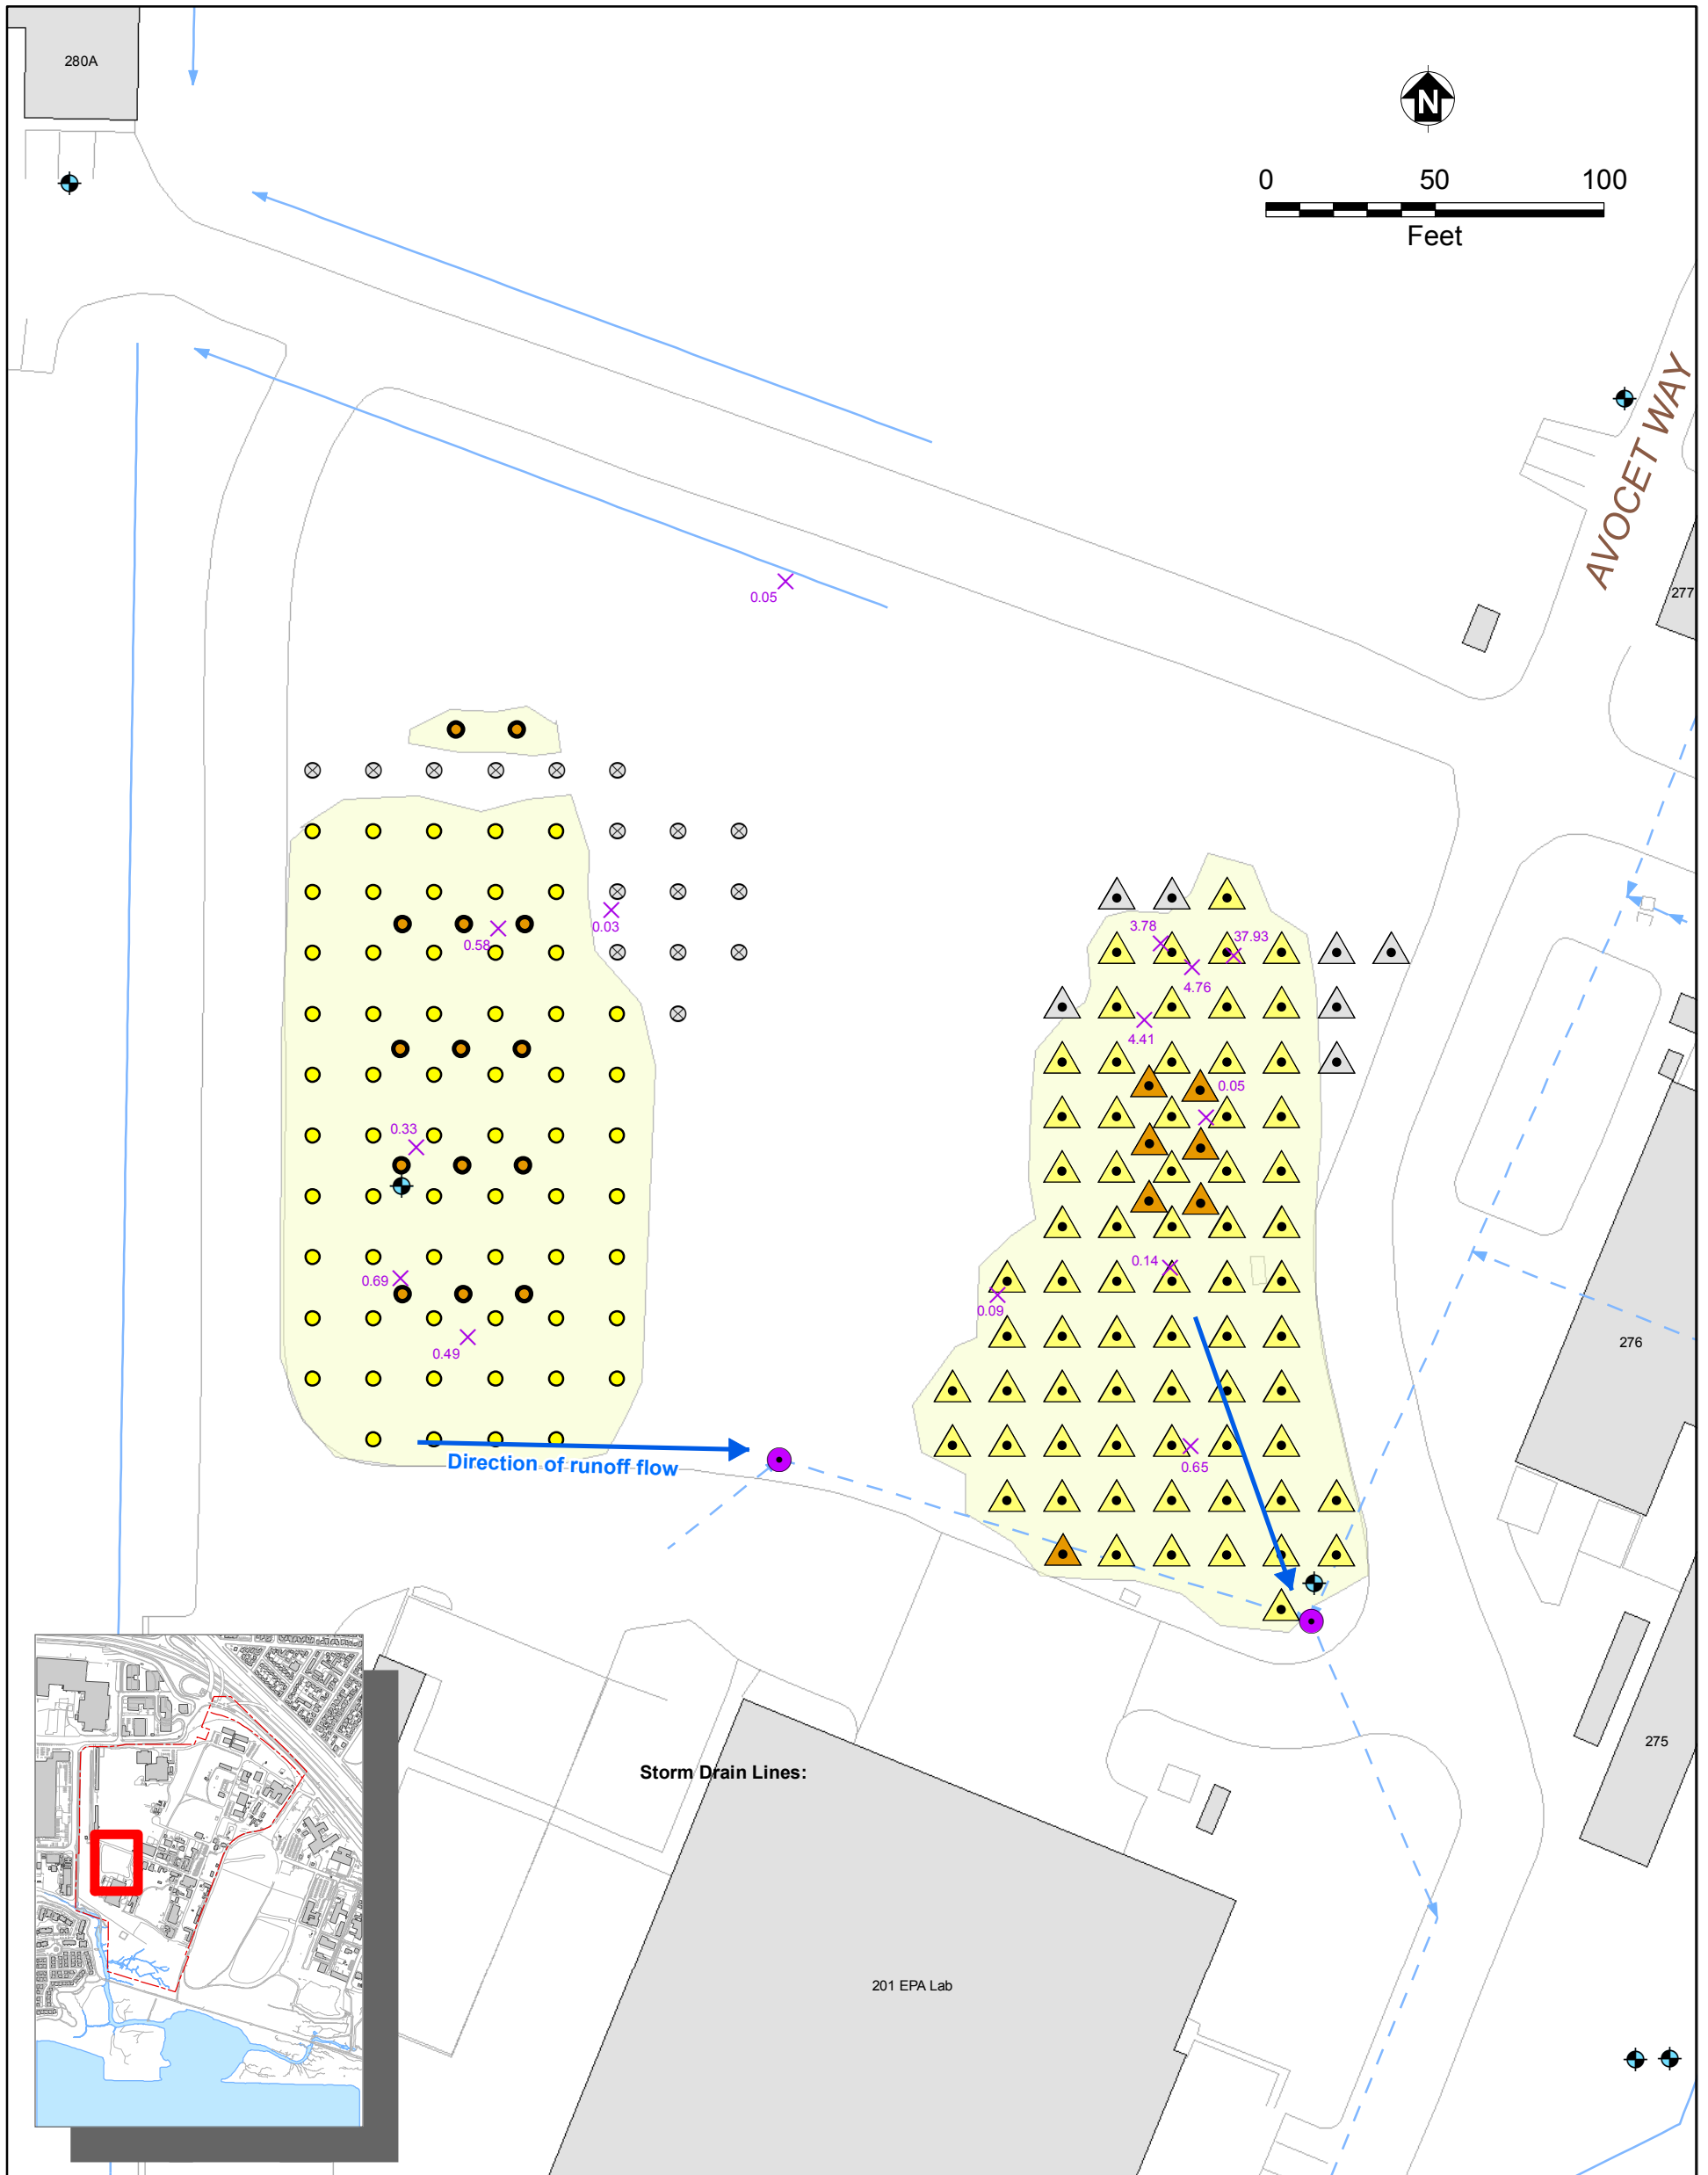 280A
N
0 50 100
Feet
AVOCET WAY
277
0.05
3.78
37.93
0.03
0.58
4.76
4.41
0.05
0.33
0.14
0.69
0.09
276
0.49
Direction of runoff flow
0.65
275
Storm Drain Lines:
201 EPA Lab